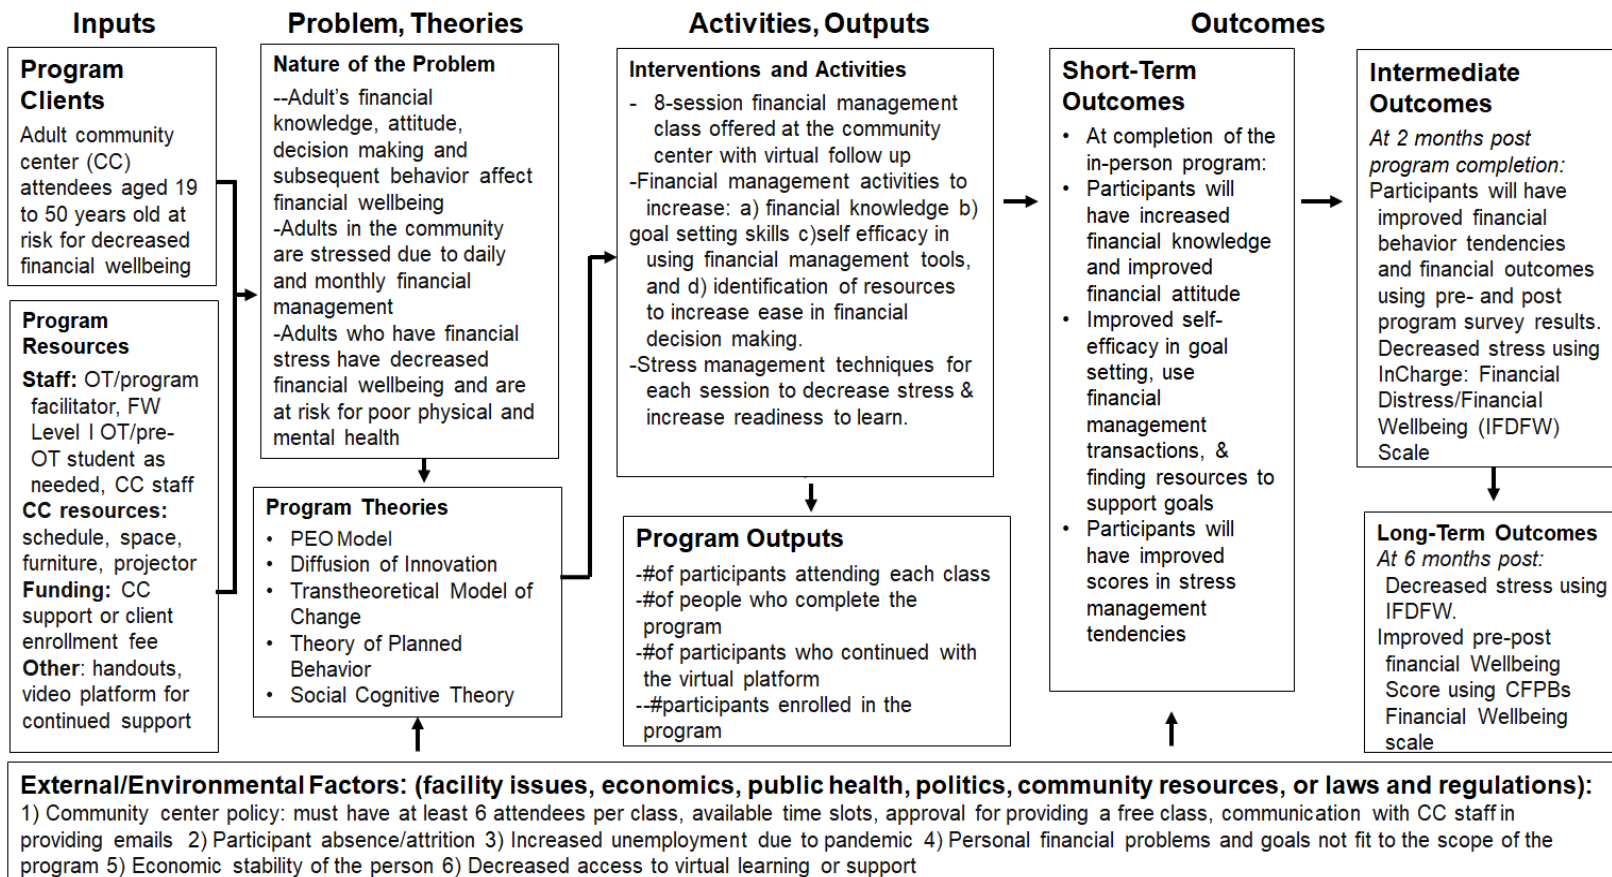 Inputs
Problem, Theories
Activities, Outputs
Outcomes
Program
Clients
Adult community
center (CC)
attendees aged 19
to 50 years old at
risk for decreased
financial wellbeing
Program
Resources
Staff: OT/program
facilitator, FW
Level I OT/pre-
OT student as
needed, CC staff
CC resources:
schedule, space,
furniture, projector
Funding: CC
support or client
enrollment fee
Other: handouts,
video platform for
continued support
Nature of the Problem
--Adult's financial
knowledge, attitude,
decision making and
subsequent behavior affect
financial wellbeing
-Adults in the community
are stressed due to daily
and monthly financial
management
-Adults who have financial
stress have decreased
financial wellbeing and are
at risk for poor physical and
mental health
Program Theories
• PEO Model
• Diffusion of Innovation
• Transtheoretical Model of
Change
• Theory of Planned
Behavior
• Social Cognitive Theory
Interventions and Activities
- 8-session financial management
class offered at the community
center with virtual follow up
-Financial management activities to
increase: a) financial knowledge b)
goal setting skills c)self efficacy in
using financial management tools,
and d) identification of resources
to increase ease in financial
decision making.
-Stress management techniques for
each session to decrease stress &
increase readiness to learn.
Program Outputs
-#of participants attending each class
-#of people who complete the
program
-#of participants who continued with
the virtual platform
--#participants enrolled in the
program
Short-Term
Outcomes
• At completion of the
in-person program:
• Participants will
have increased
financial knowledge
and improved
financial attitude
• Improved self-
efficacy in goal
setting, use
financial
management
transactions, &
finding resources to
support goals
• Participants will
have improved
scores in stress
management
tendencies
Intermediate
Outcomes
At 2 months post
program completion:
Participants will have
improved financial
behavior tendencies
and financial outcomes
using pre- and post
program survey results.
Decreased stress using
InCharge: Financial
Distress/Financial
Wellbeing (IFDFW)
Scale
Long-Term Outcomes
At 6 months post:
Decreased stress using
IFDFW.
Improved pre-post
financial Wellbeing
Score using CFPBs
Financial Wellbeing
scale
External/Environmental Factors: (facility issues, economics, public health, politics, community resources, or laws and regulations):
1) Community center policy: must have at least 6 attendees per class, available time slots, approval for providing a free class, communication with CC staff in
providing emails 2) Participant absence/attrition 3) Increased unemployment due to pandemic 4) Personal financial problems and goals not fit to the scope of the
program 5) Economic stability of the person 6) Decreased access to virtual learning or support